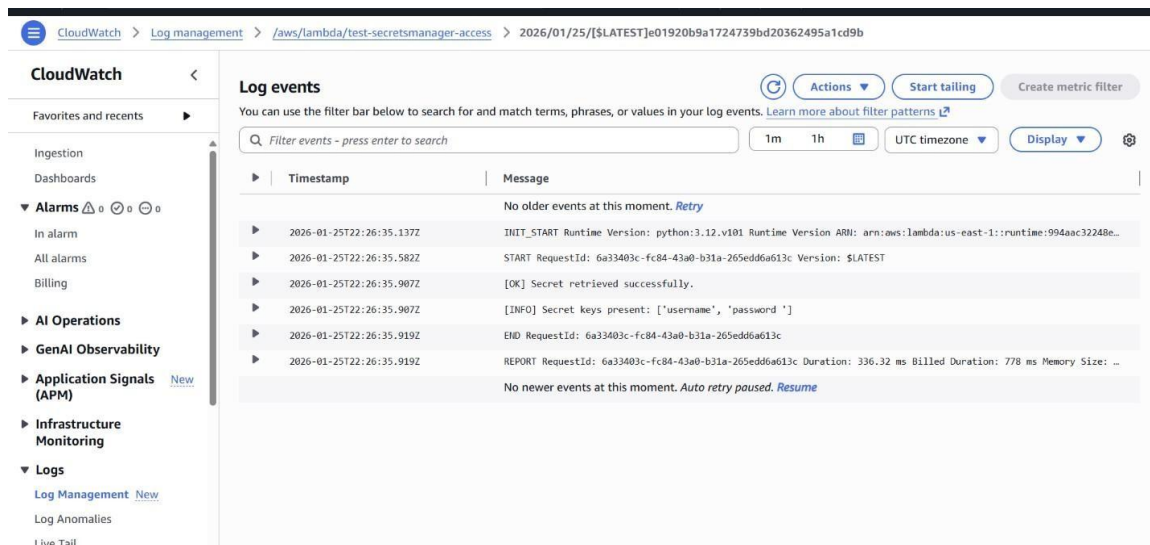 CloudWatch > Log management > /aws/lambda/test-secretsmanager-access > 2026/01/25/[$LATEST]e01920b9a1724739bd20362495a1cd9b
CloudWatch
Favorites and recents
Ingestion
Dashboards
Alarms 0 0 0
In alarm
All alarms
Billing
AI Operations
GenAI Observability
Application Signals New
(APM)
Infrastructure
Monitoring
Logs
Log Management New
Log Anomalies
Live Tail
Log events
Actions
Start tailing
Create metric filter
You can use the filter bar below to search for and match terms, phrases, or values in your log events. Learn more about filter patterns
Filter events - press enter to search
1m 1h
UTC timezone
Display
Timestamp Message
No older events at this moment. Retry
2026-01-25T22:26:35.137Z INIT_START Runtime Version: python:3.12.v101 Runtime Version ARN: arn:aws:lambda:us-east-1::runtime:994aac32248e…
2026-01-25T22:26:35.582Z START RequestId: 6a33403c-fc84-43a0-b31a-265edd6a613c Version: $LATEST
2026-01-25T22:26:35.907Z [OK] Secret retrieved successfully.
2026-01-25T22:26:35.907Z [INFO] Secret keys present: ['username', 'password ']
2026-01-25T22:26:35.919Z END RequestId: 6a33403c-fc84-43a0-b31a-265edd6a613c
2026-01-25T22:26:35.919Z REPORT RequestId: 6a33403c-fc84-43a0-b31a-265edd6a613c Duration: 336.32 ms Billed Duration: 778 ms Memory Size: …
No newer events at this moment. Auto retry paused. Resume